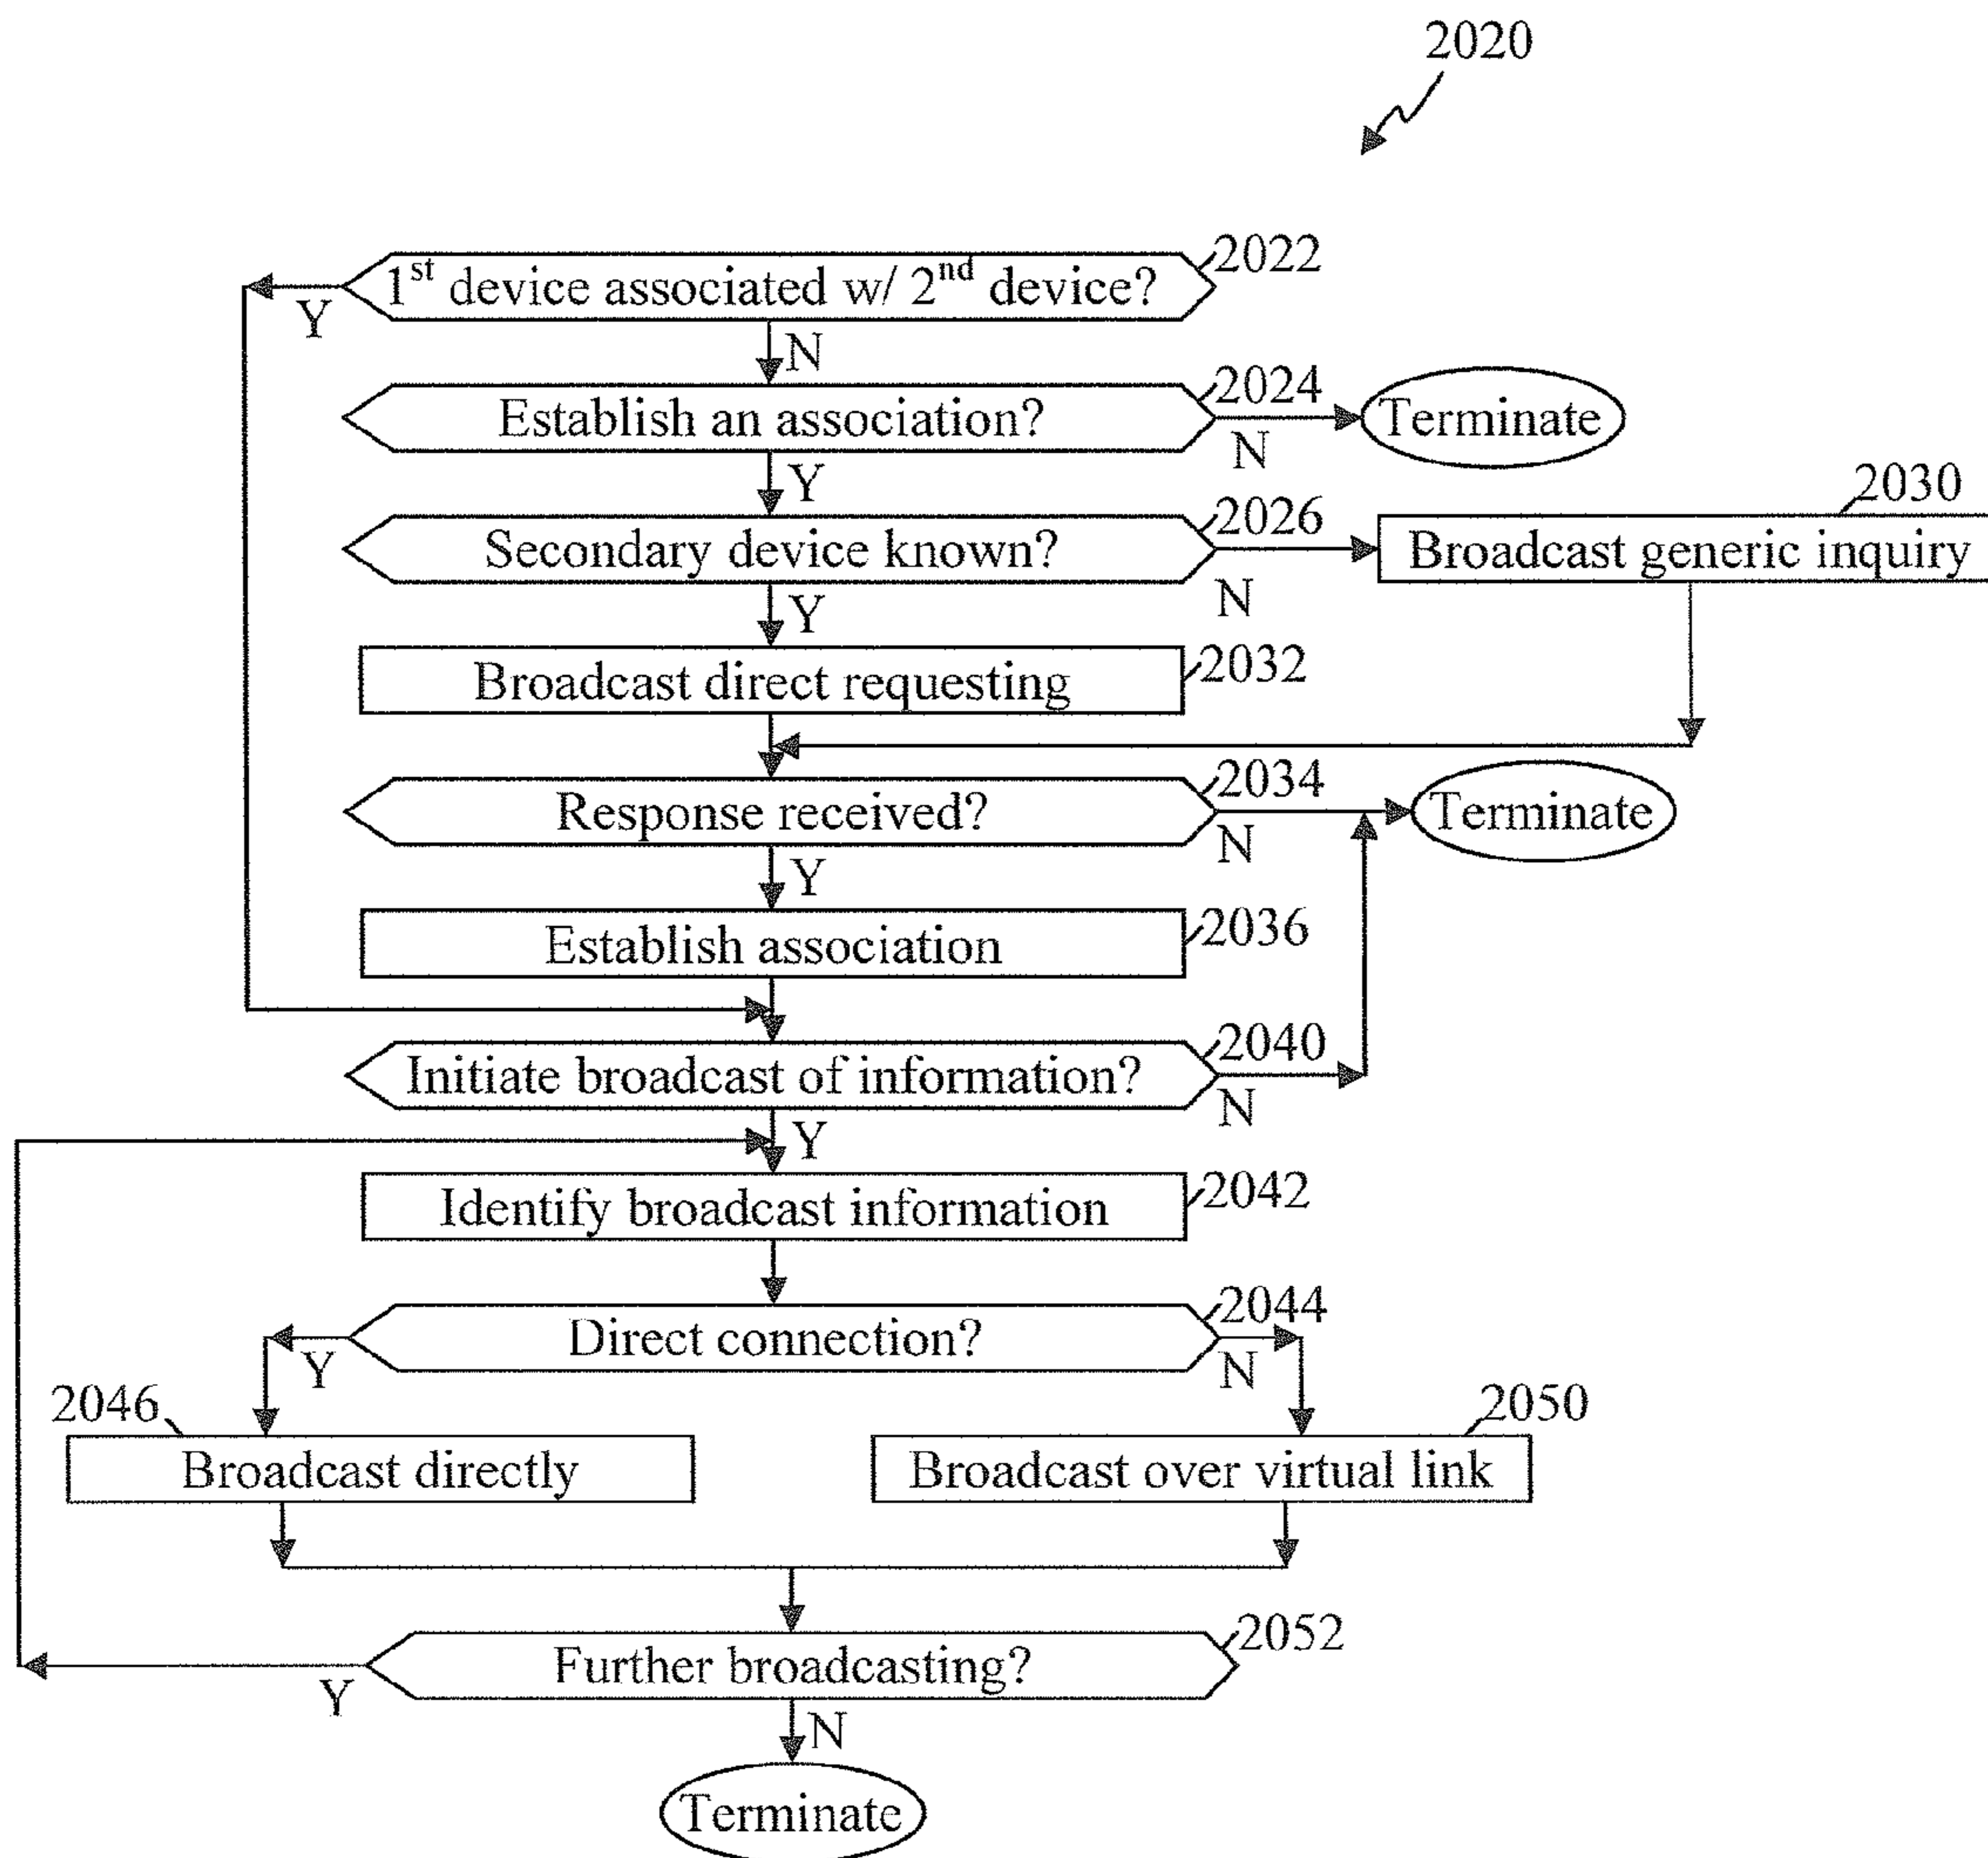 2020
1st device associated w/ 2nd device?
2022
Y
N
Establish an association?
2024
Terminate
N
Y
Secondary device known?
2026
2030
Broadcast generic inquiry
N
Y
Broadcast direct requesting
2032
Response received?
2034
Terminate
N
Y
Establish association
2036
Initiate broadcast of information?
2040
N
Y
Identify broadcast information
2042
Direct connection?
2044
Y
N
2046
Broadcast directly
2050
Broadcast over virtual link
Further broadcasting?
2052
Y
N
Terminate